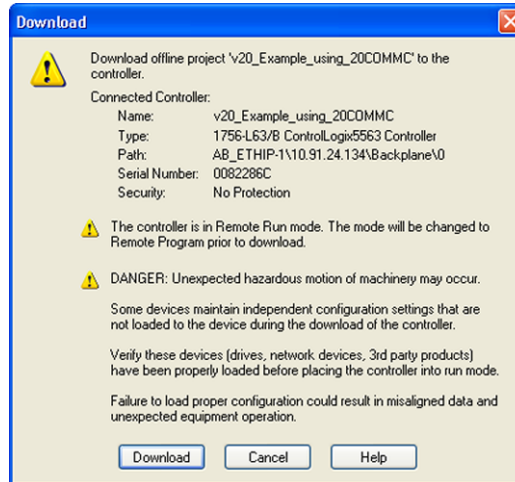 Download
Download offline project 'v20_Example_using_20COMMC' to the
controller.
Connected Controller:
Name: v20_Example_using_20COMMC
Type: 1756-L63/B ControlLogix5563 Controller
Path: AB_ETHIP-1\10.91.24.134\Backplane\0
Serial Number: 0082286C
Security: No Protection
The controller is in Remote Run mode. The mode will be changed to
Remote Program prior to download.
DANGER: Unexpected hazardous motion of machinery may occur.
Some devices maintain independent configuration settings that are
not loaded to the device during the download of the controller.
Verify these devices (drives, network devices, 3rd party products)
have been properly loaded before placing the controller into run mode.
Failure to load proper configuration could result in misaligned data and
unexpected equipment operation.
Download Cancel Help